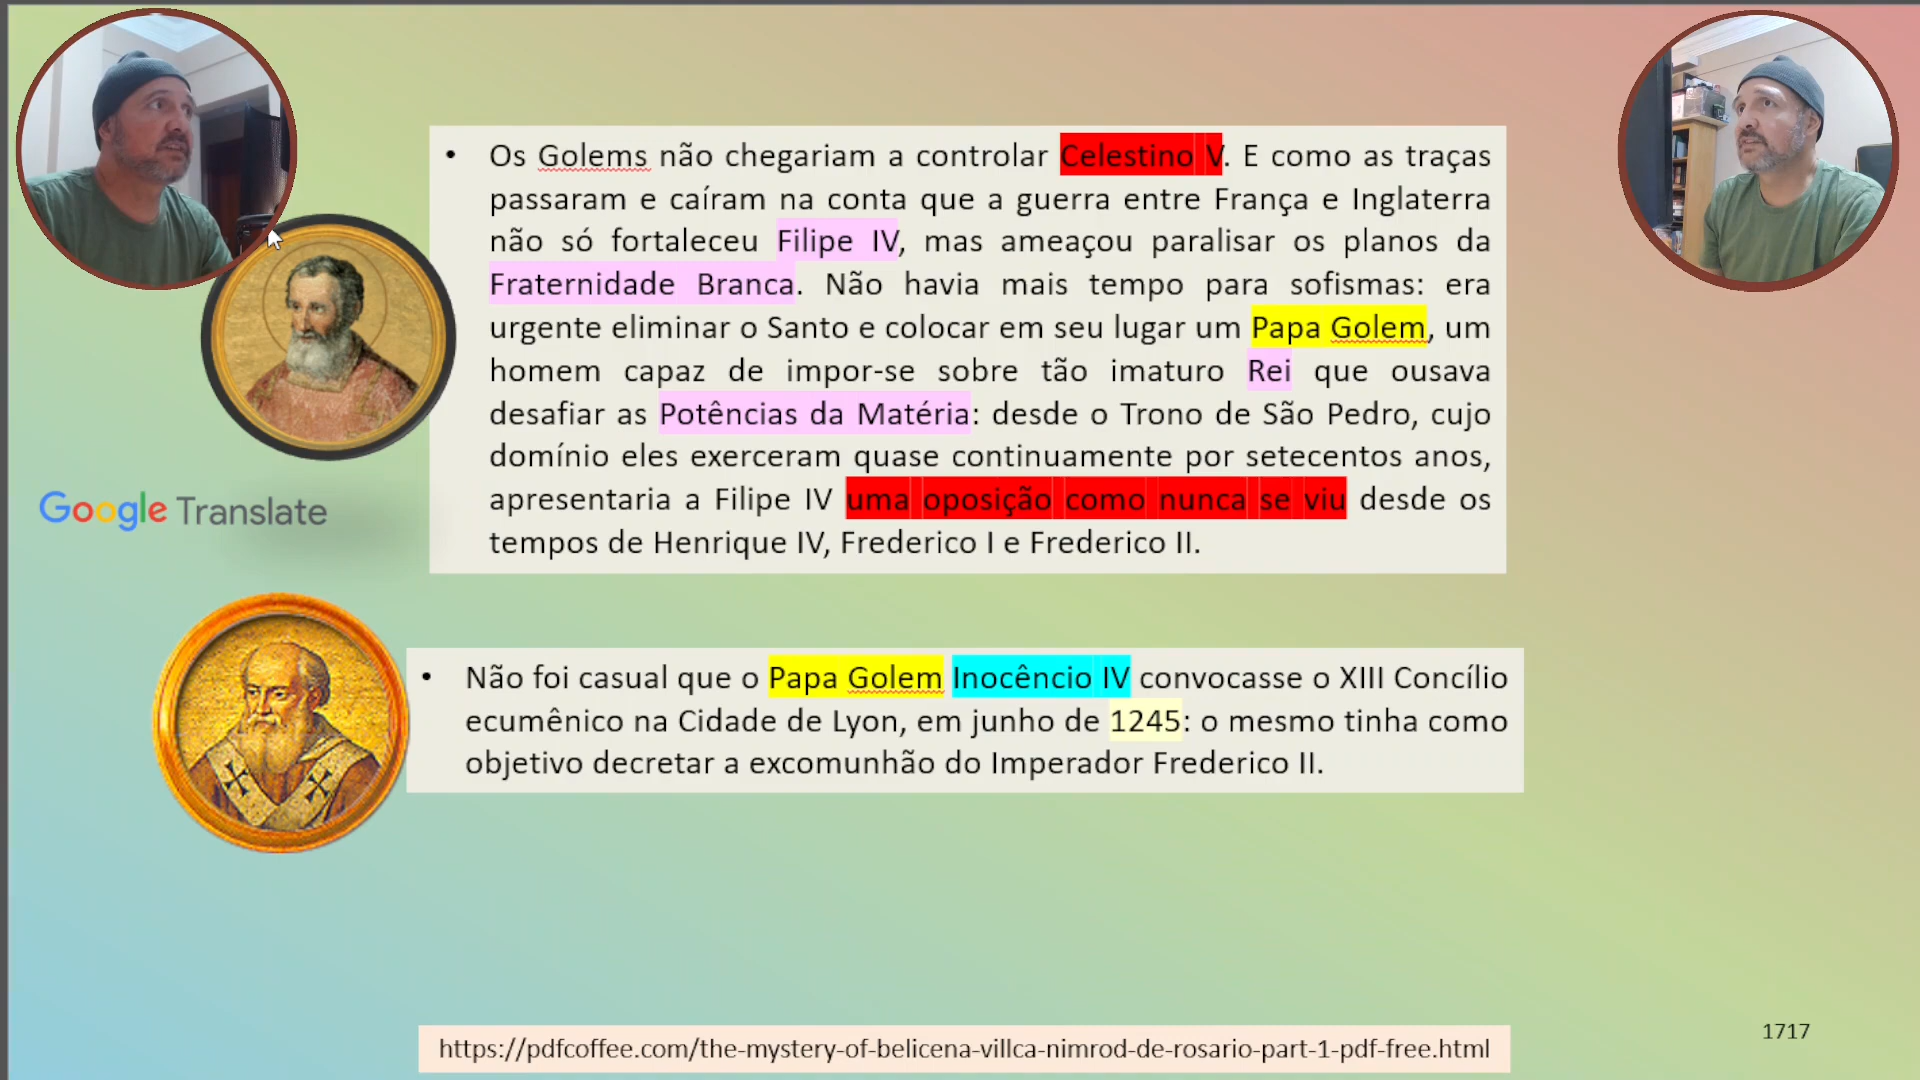 • Os Golems não chegariam a controlar Celestino V. E como as traças
passaram e caíram na conta que a guerra entre França e Inglaterra
não só fortaleceu Filipe IV, mas ameaçou paralisar os planos da
Fraternidade Branca. Não havia mais tempo para sofismas: era
urgente eliminar o Santo e colocar em seu lugar um Papa Golem, um
homem capaz de impor-se sobre tão imaturo Rei que ousava
desafiar as Potências da Matéria: desde o Trono de São Pedro, cujo
domínio eles exerceram quase continuamente por setecentos anos,
apresentaria a Filipe IV uma oposição como nunca se viu desde os
tempos de Henrique IV, Frederico I e Frederico II.
Google Translate
• Não foi casual que o Papa Golem Inocêncio IV convocasse o XIII Concílio
ecumênico na Cidade de Lyon, em junho de 1245: o mesmo tinha como
objetivo decretar a excomunhão do Imperador Frederico II.
1717
https://pdfcoffee.com/the-mystery-of-belicena-villca-nimrod-de-rosario-part-1-pdf-free.html